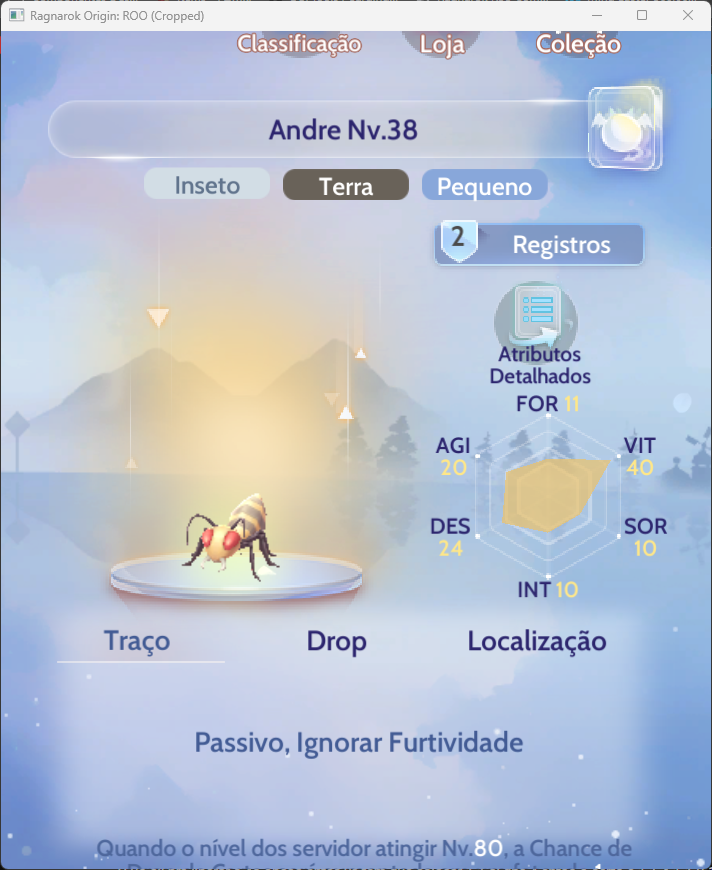 Ragnarok Origin: ROO (Cropped)
Classificação Loja Coleção
Andre Nv.38
Inseto Terra Pequeno
2 Registros
Atributos
Detalhados
FOR 11
AGI VIT
20 40
DES SOR
24 10
INT 10
Traço Drop Localização
Passivo, Ignorar Furtividade
Quando o nível dos servidor atingir Nv.80, a Chance de